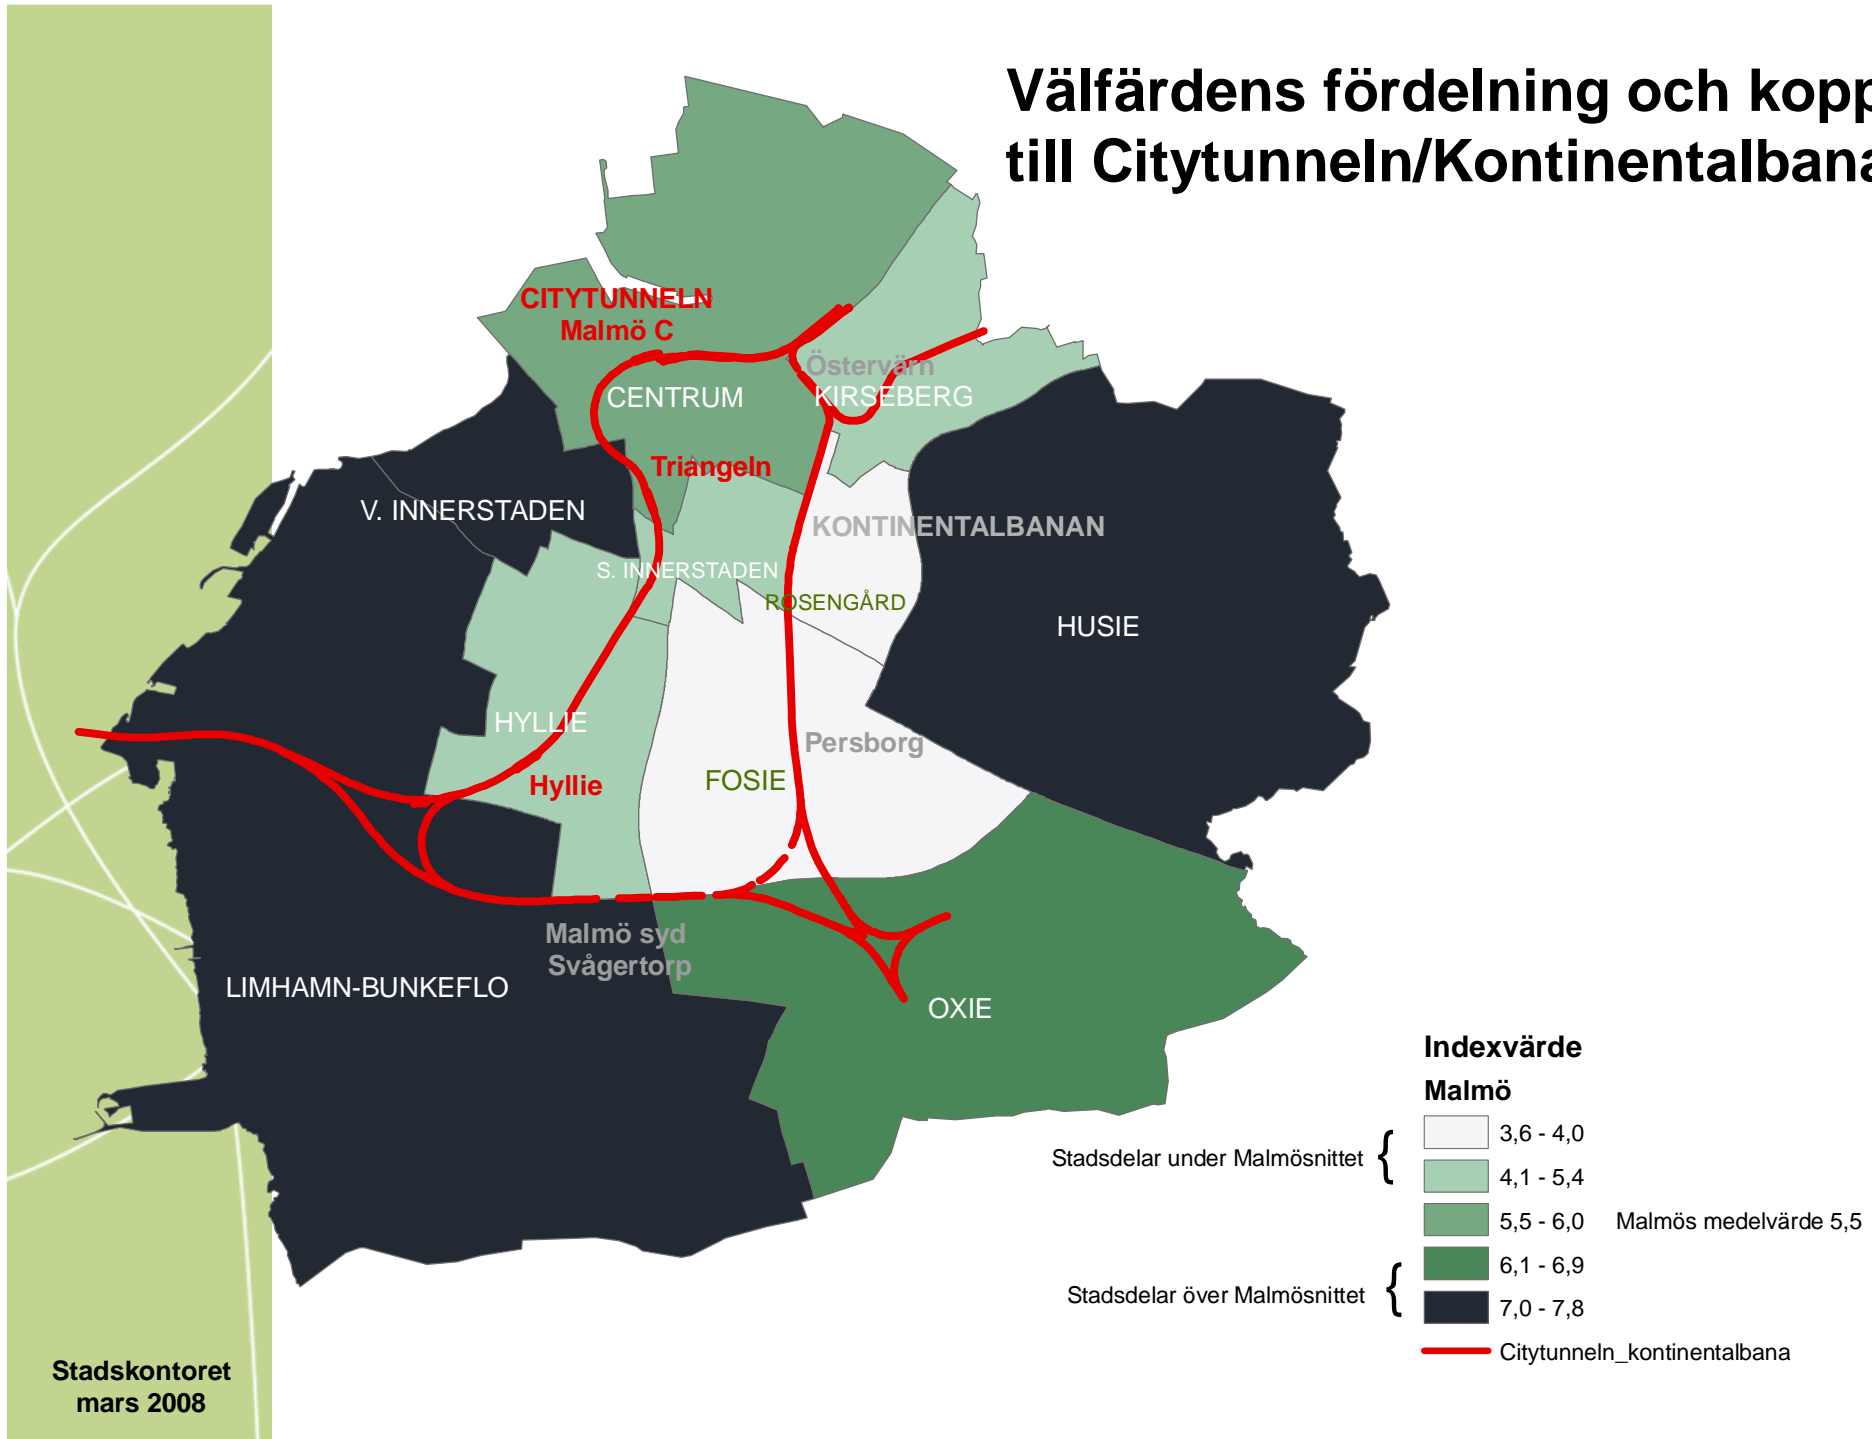 Välfärdens fördelning och kopp
till Citytunneln/Kontinentalbana
CITYTUNNELN
Malmö C
Östervärn
KIRSEBERG
CENTRUM
Triangeln
V. INNERSTADEN
KONTINENTALBANAN
S. INNERSTADEN
ROSENGÅRD
HUSIE
HYLLIE
Persborg
Hyllie
FOSIE
Malmö syd
Svågertorp
LIMHAMN-BUNKEFLO
OXIE
Indexvärde
Malmö
3,6 - 4,0
Stadsdelar under Malmösnittet {
4,1 - 5,4
5,5 - 6,0 Malmös medelvärde 5,5
6,1 - 6,9
Stadsdelar över Malmösnittet {
7,0 - 7,8
Citytunneln_kontinentalbana
Stadskontoret
mars 2008